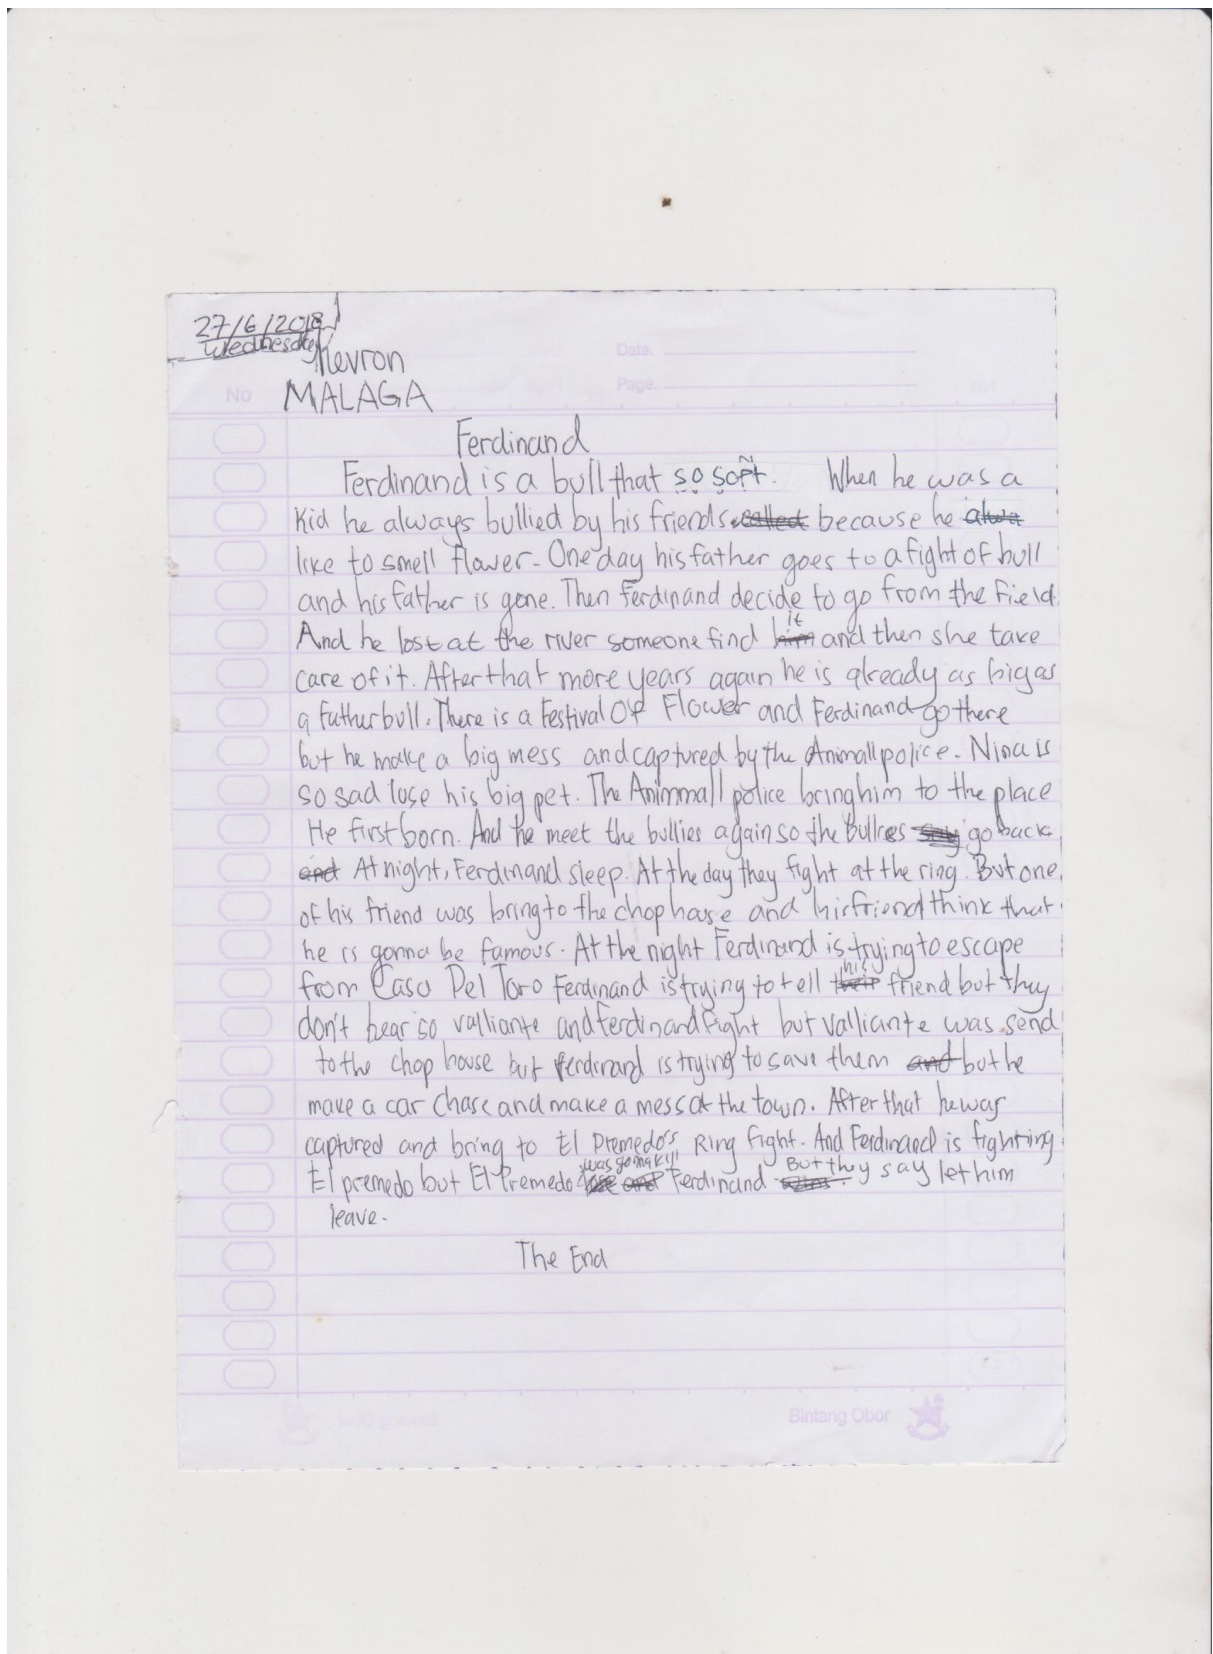 27/6/2018
Wednesday
Nevron
MALAGA
Date.
Page.
No
Ferdinand
Ferdinand is a bull that so soft. When he was a
kid he always bullied by his friends called because he alwa
like to smell flower. One day his father goes to a fight of bull
and his father is gone. Then Ferdinand decide to go from the field.
And he lost at the river someone find him it and then she take
care of it. After that more years again he is already as big as
a father bull. There is a Festival Of Flower and Ferdinand go there
but he make a big mess and captured by the Animall police. Nina is
so sad lose his big pet. The Animmall police bring him to the place
He first born. And he meet the bullies again so the bullies say go back
and At night, Ferdinand sleep. At the day they fight at the ring. But one
of his friend was bring to the chop house and his friend think that
he is gonna be famous. At the night Ferdinand is trying to escape
from Casa Del Toro Ferdinand is trying to tell their his friend but they
don't hear so valliante and ferdinand fight but valliante was send
to the chop house but ferdinand is trying to save them and but he
make a car chase and make a mess at the town. After that he was
captured and bring to El Premedo's Ring fight. And Ferdinand is fighting
El premedo but El Premedo was gonna kill and Ferdinand But they say let him
leave.
The End
Bintang Obor